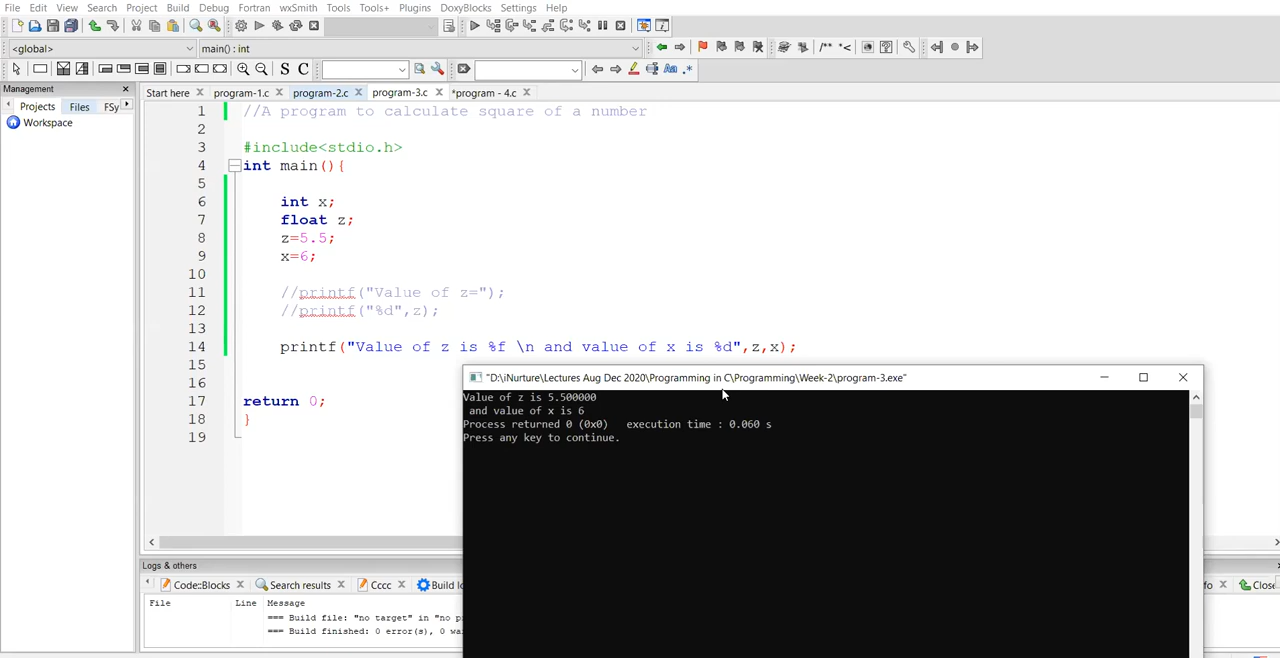 File Edit View Search Project Build Debug Fortran wxSmith Tools Tools+ Plugins DoxyBlocks Settings Help
<global> main() : int
S C
Management
Projects Files FSy
Workspace
Start here program-1.c program-2.c program-3.c *program - 4.c
1 //A program to calculate square of a number
2
3 #include<stdio.h>
4 int main(){
5
6 int x;
7 float z;
8 z=5.5;
9 x=6;
10
11 //printf("Value of z=");
12 //printf("%d",z);
13
14 printf("Value of z is %f \n and value of x is %d",z,x);
15
16
17 return 0;
18 }
19
"D:\iNurture\Lectures Aug Dec 2020\Programming in C\Programming\Week-2\program-3.exe"
Value of z is 5.500000
and value of x is 6
Process returned 0 (0x0) execution time : 0.060 s
Press any key to continue.
Logs & others
Code::Blocks Search results Cccc Build lo fo Close
File Line Message
=== Build file: "no target" in "no p
=== Build finished: 0 error(s), 0 wa